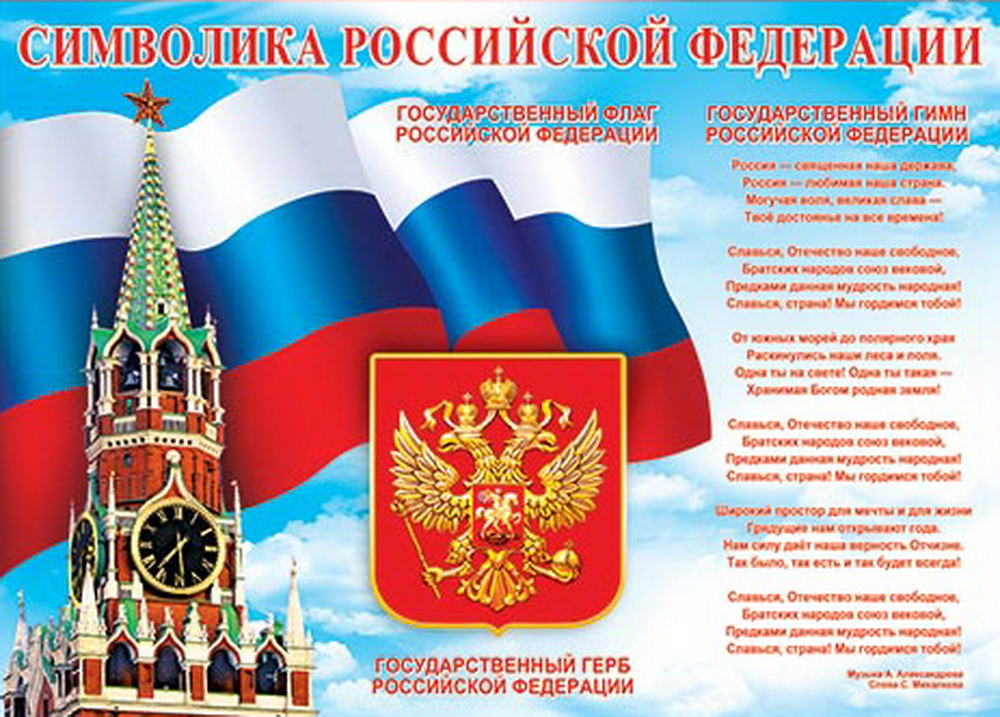 СИМВОЛИКА РОССИЙСКОЙ ФЕДЕРАЦИИ
ГОСУДАРСТВЕННЫЙ ФЛАГ
РОССИЙСКОЙ ФЕДЕРАЦИИ
ГОСУДАРСТВЕННЫЙ ГИМН
РОССИЙСКОЙ ФЕДЕРАЦИИ
Россия — священная наша держава,
Россия — любимая наша страна.
Могучая воля, великая слава —
Твоё достоянье на все времена!
Славься, Отечество наше свободное,
Братских народов союз вековой,
Предками данная мудрость народная!
Славься, страна! Мы гордимся тобой!
От южных морей до полярного края
Раскинулись наши леса и поля.
Одна ты на свете! Одна ты такая —
Хранимая Богом родная земля!
Славься, Отечество наше свободное,
Братских народов союз вековой,
Предками данная мудрость народная!
Славься, страна! Мы гордимся тобой!
Широкий простор для мечты и для жизни
Грядущие нам открывают года.
Нам силу даёт наша верность Отчизне.
Так было, так есть и так будет всегда!
Славься, Отечество наше свободное,
Братских народов союз вековой,
Предками данная мудрость народная!
Славься, страна! Мы гордимся тобой!
Музыка А. Александрова
Слова С. Михалкова
ГОСУДАРСТВЕННЫЙ ГЕРБ
РОССИЙСКОЙ ФЕДЕРАЦИИ